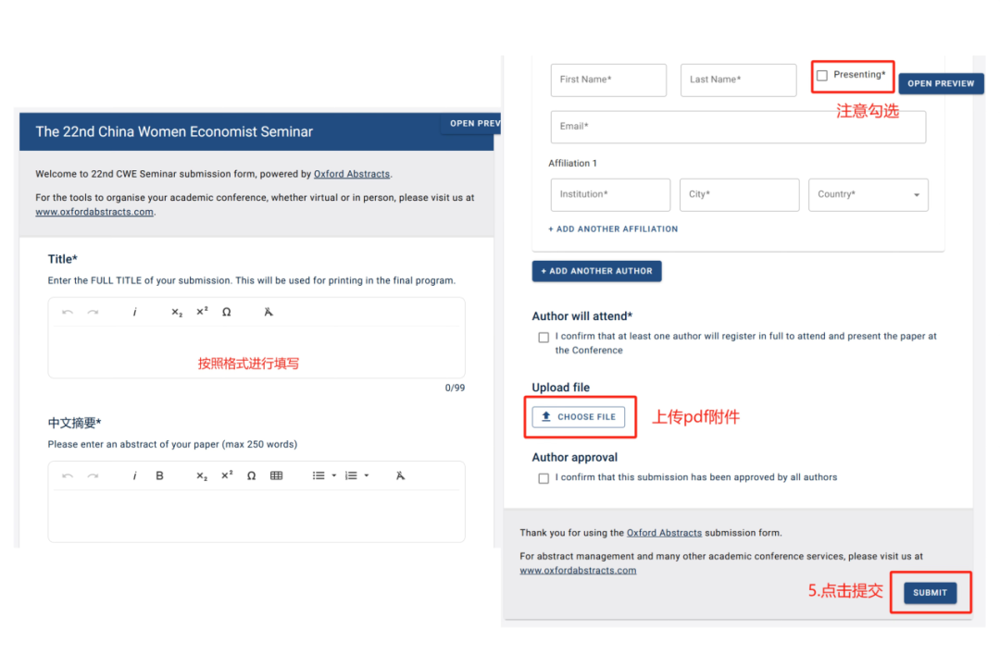 The 22nd China Women Economist Seminar
OPEN PREV
Welcome to 22nd CWE Seminar submission form, powered by Oxford Abstracts.
For the tools to organise your academic conference, whether virtual or in person, please visit us at
www.oxfordabstracts.com.
Title*
Enter the FULL TITLE of your submission. This will be used for printing in the final program.
i x₂ x² Ω
按照格式进行填写
0/99
中文摘要*
Please enter an abstract of your paper (max 250 words)
i B x₂ x² Ω
First Name* Last Name* Presenting*
OPEN PREVIEW
注意勾选
Email*
Affiliation 1
Institution* City* Country*
+ ADD ANOTHER AFFILIATION
+ ADD ANOTHER AUTHOR
Author will attend*
I confirm that at least one author will register in full to attend and present the paper at
the Conference
Upload file
CHOOSE FILE 上传pdf附件
Author approval
I confirm that this submission has been approved by all authors
Thank you for using the Oxford Abstracts submission form.
For abstract management and many other academic conference services, please visit us at
www.oxfordabstracts.com
5.点击提交 SUBMIT